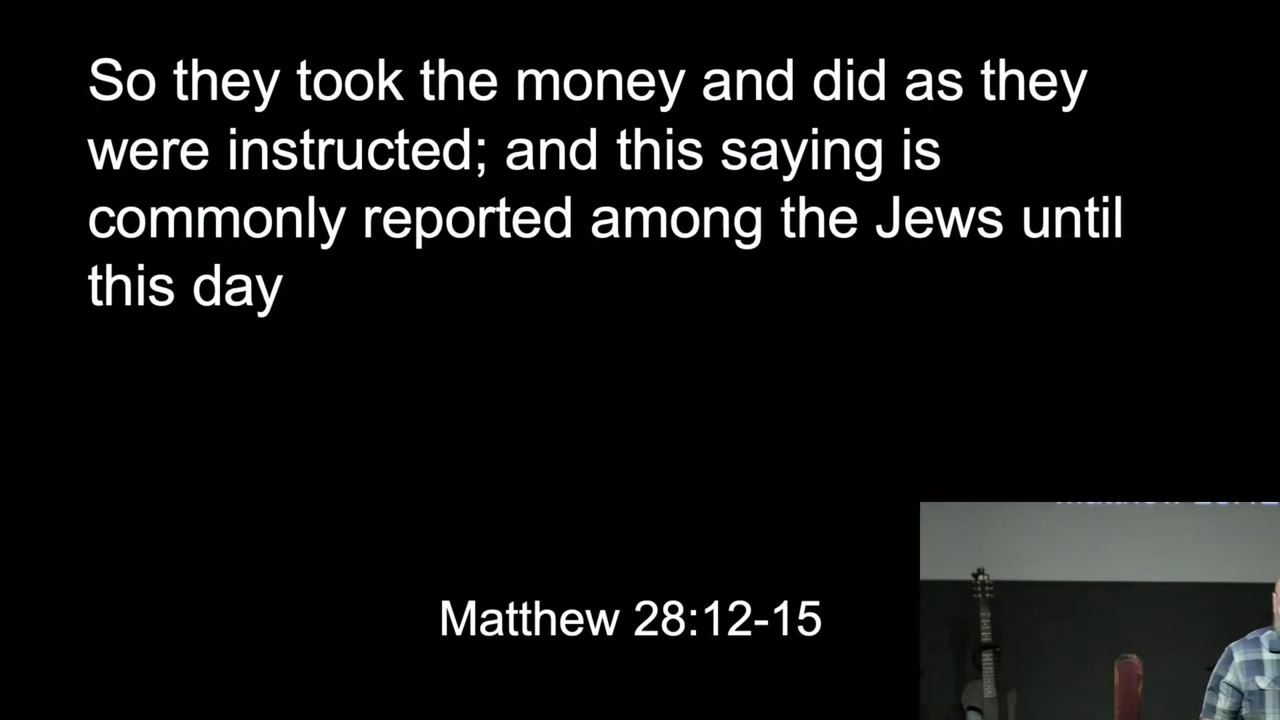 So they took the money and did as they
were instructed; and this saying is
commonly reported among the Jews until
this day
Matthew 28:12-15